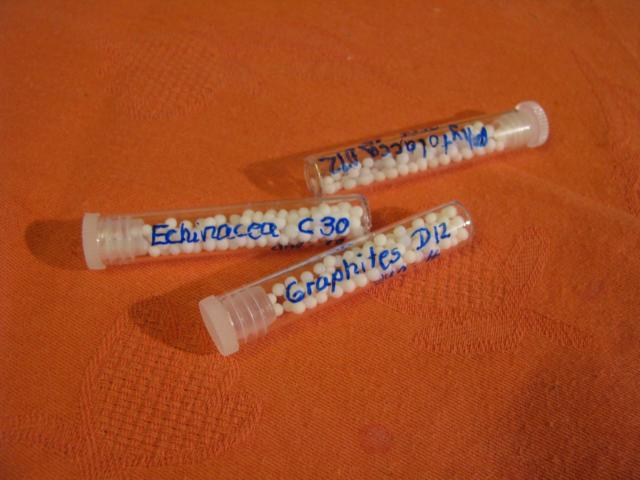 Phytolacca D12
Echinacea C30
Graphites D12